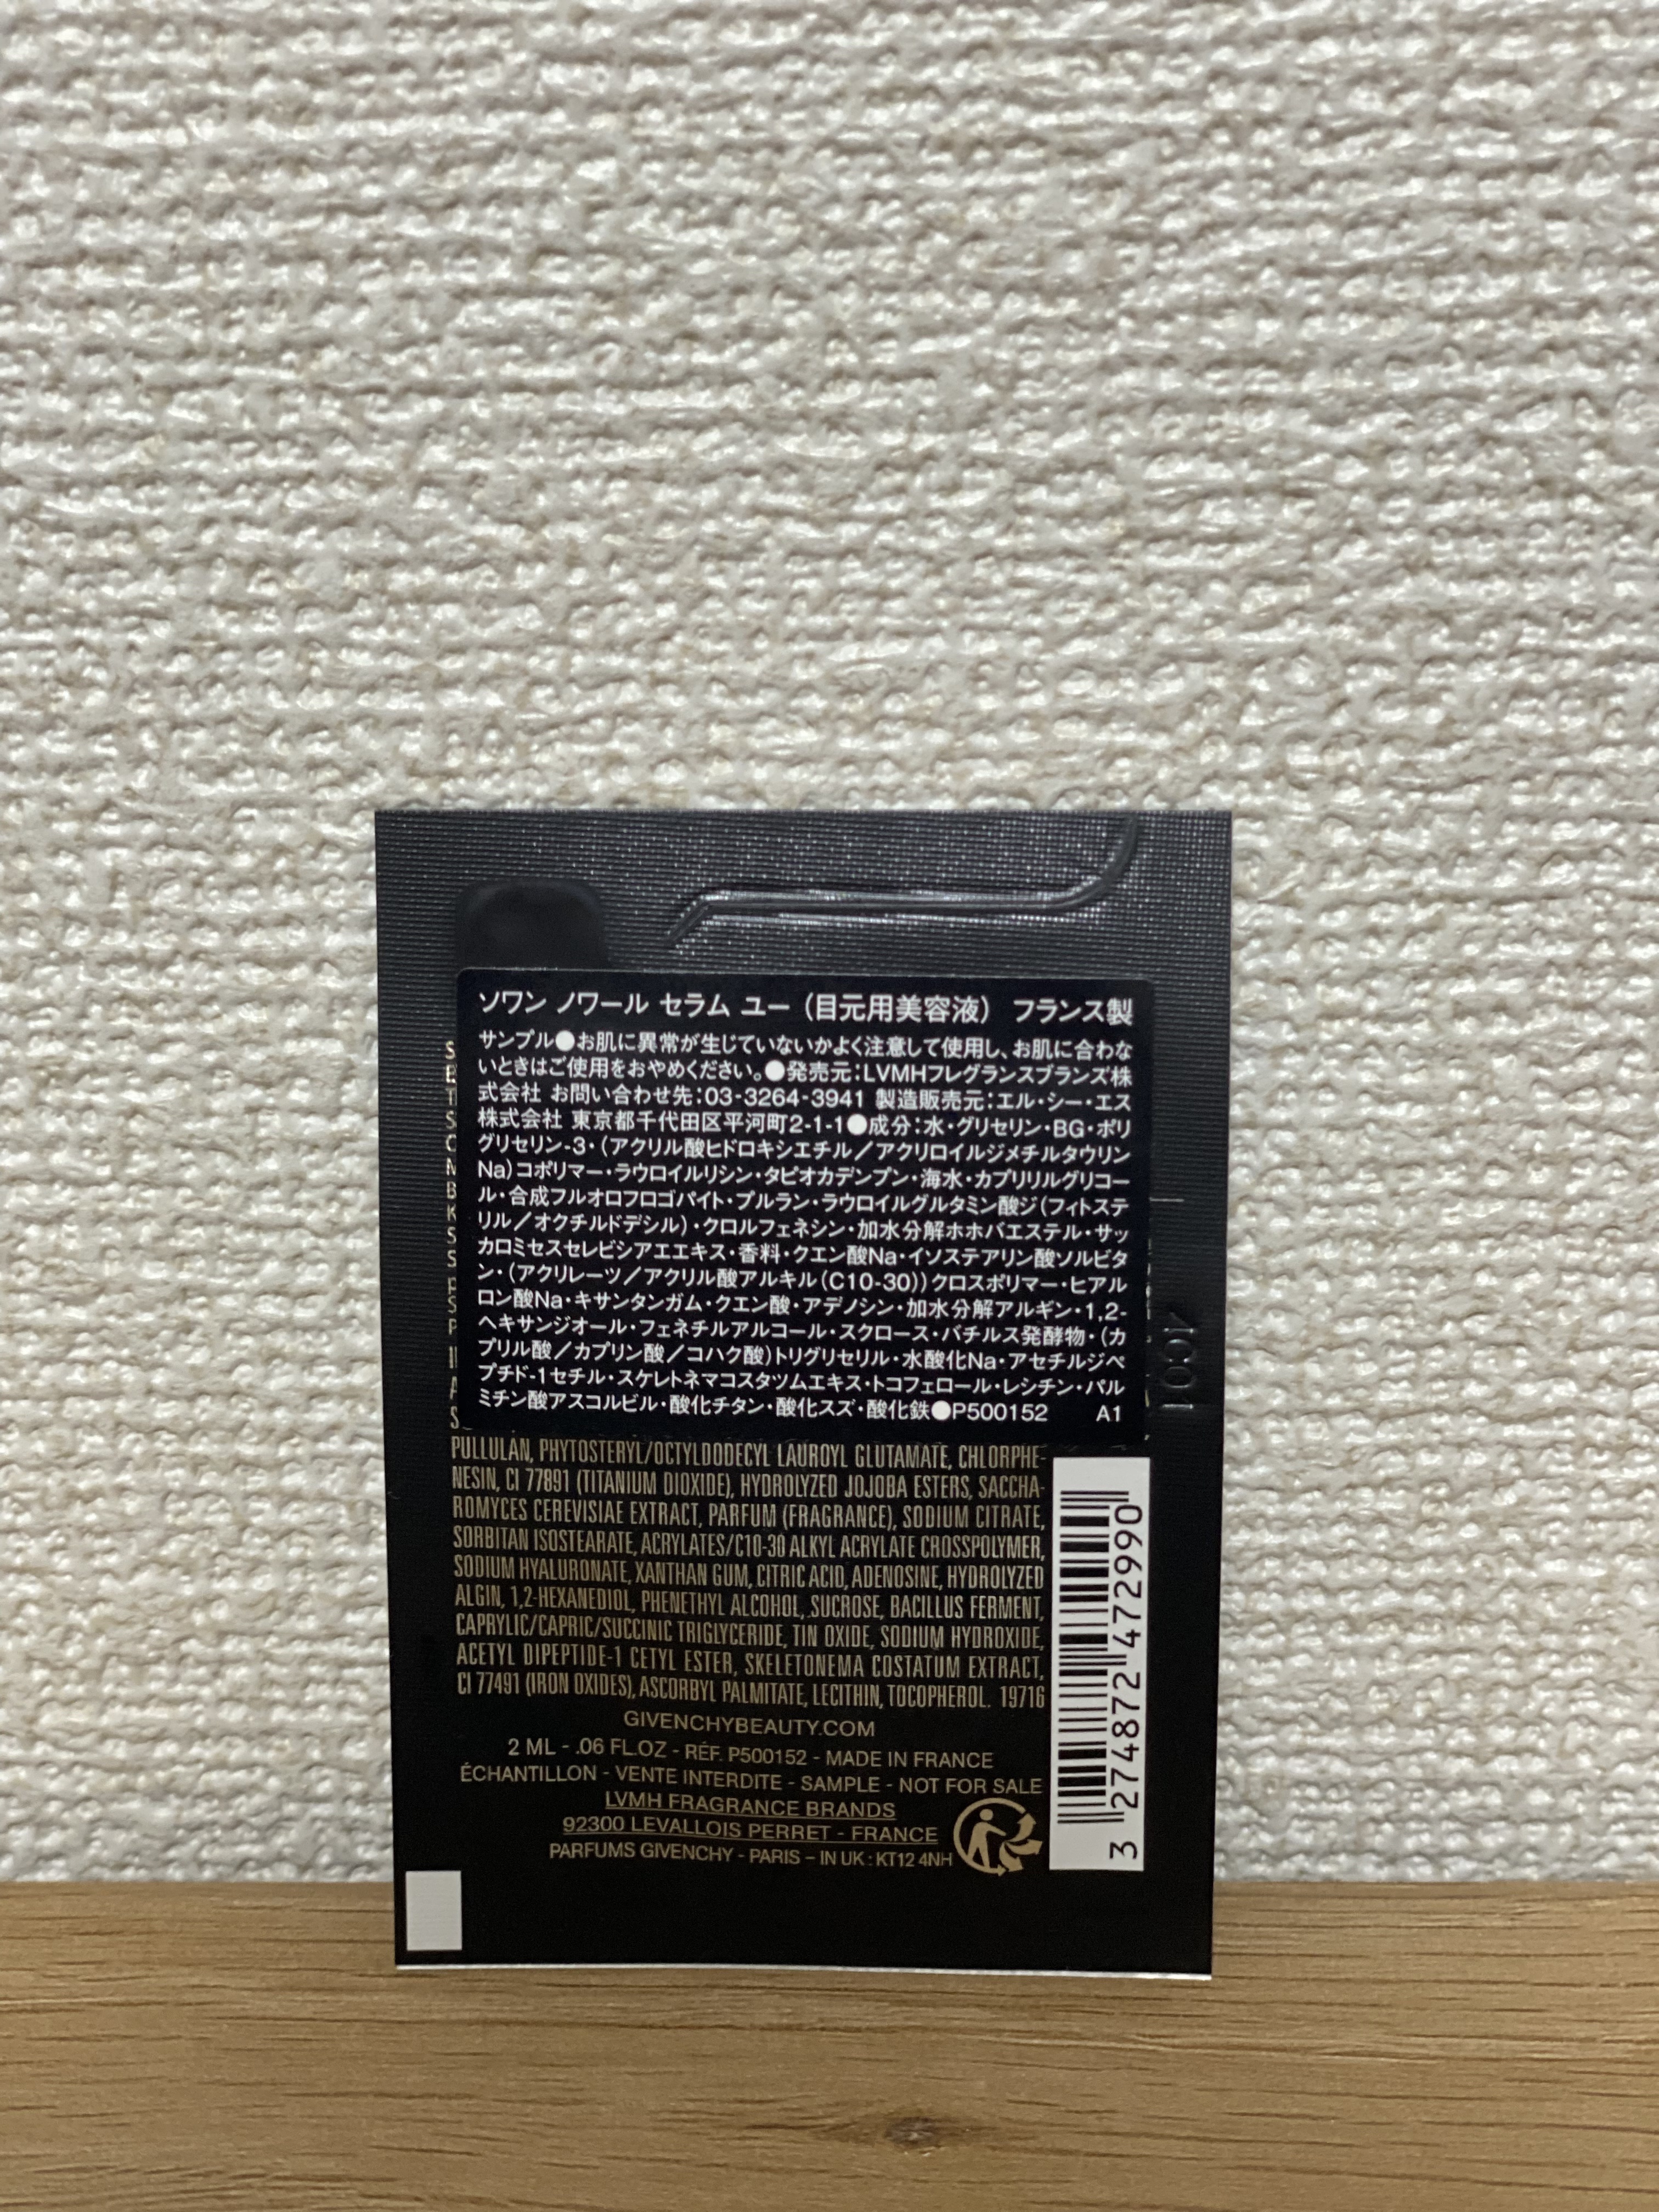 ソワン ノワール セラム ユー（目元用美容液） フランス製
サンプル●お肌に異常が生じていないかよく注意して使用し、お肌に合わな
いときはご使用をおやめください。●発売元：LVMHフレグランスブランズ株
式会社 お問い合わせ先：03-3264-3941 製造販売元：エル・シー・エス
株式会社 東京都千代田区平河町2-1-1●成分：水・グリセリン・BG・ポリ
グリセリン-3・（アクリル酸ヒドロキシエチル／アクリロイルジメチルタウリン
Na）コポリマー・ラウロイルリシン・タピオカデンプン・海水・カプリリルグリコー
ル・合成フルオロフロゴパイト・プルラン・ラウロイルグルタミン酸ジ（フィトステ
リル／オクチルドデシル）・クロルフェネシン・加水分解ホホバエステル・サッ
カロミセスセレビシアエエキス・香料・クエン酸Na・イソステアリン酸ソルビタ
ン・（アクリレーツ／アクリル酸アルキル（C10-30））クロスポリマー・ヒアル
ロン酸Na・キサンタンガム・クエン酸・アデノシン・加水分解アルギン・1,2-
ヘキサンジオール・フェネチルアルコール・スクロース・バチルス発酵物・（カ
プリル酸／カプリン酸／コハク酸）トリグリセリル・水酸化Na・アセチルジペ
プチド-1セチル・スケレトネマコスタツムエキス・トコフェロール・レシチン・パル
ミチン酸アスコルビル・酸化チタン・酸化スズ・酸化鉄●P500152 A1
PULLULAN, PHYTOSTERYL/OCTYLDODECYL LAUROYL GLUTAMATE, CHLORPHE-
NESIN, CI 77891 (TITANIUM DIOXIDE), HYDROLYZED JOJOBA ESTERS, SACCHA-
ROMYCES CEREVISIAE EXTRACT, PARFUM (FRAGRANCE), SODIUM CITRATE,
SORBITAN ISOSTEARATE, ACRYLATES/C10-30 ALKYL ACRYLATE CROSSPOLYMER,
SODIUM HYALURONATE, XANTHAN GUM, CITRIC ACID, ADENOSINE, HYDROLYZED
ALGIN, 1,2-HEXANEDIOL, PHENETHYL ALCOHOL, SUCROSE, BACILLUS FERMENT,
CAPRYLIC/CAPRIC/SUCCINIC TRIGLYCERIDE, TIN OXIDE, SODIUM HYDROXIDE,
ACETYL DIPEPTIDE-1 CETYL ESTER, SKELETONEMA COSTATUM EXTRACT,
CI 77491 (IRON OXIDES), ASCORBYL PALMITATE, LECITHIN, TOCOPHEROL. 19716
GIVENCHYBEAUTY.COM
2 ML - .06 FL.OZ - RÉF. P500152 - MADE IN FRANCE
ÉCHANTILLON - VENTE INTERDITE - SAMPLE - NOT FOR SALE
LVMH FRAGRANCE BRANDS
92300 LEVALLOIS PERRET - FRANCE
PARFUMS GIVENCHY - PARIS – IN UK : KT12 4NH
3 274872 472990